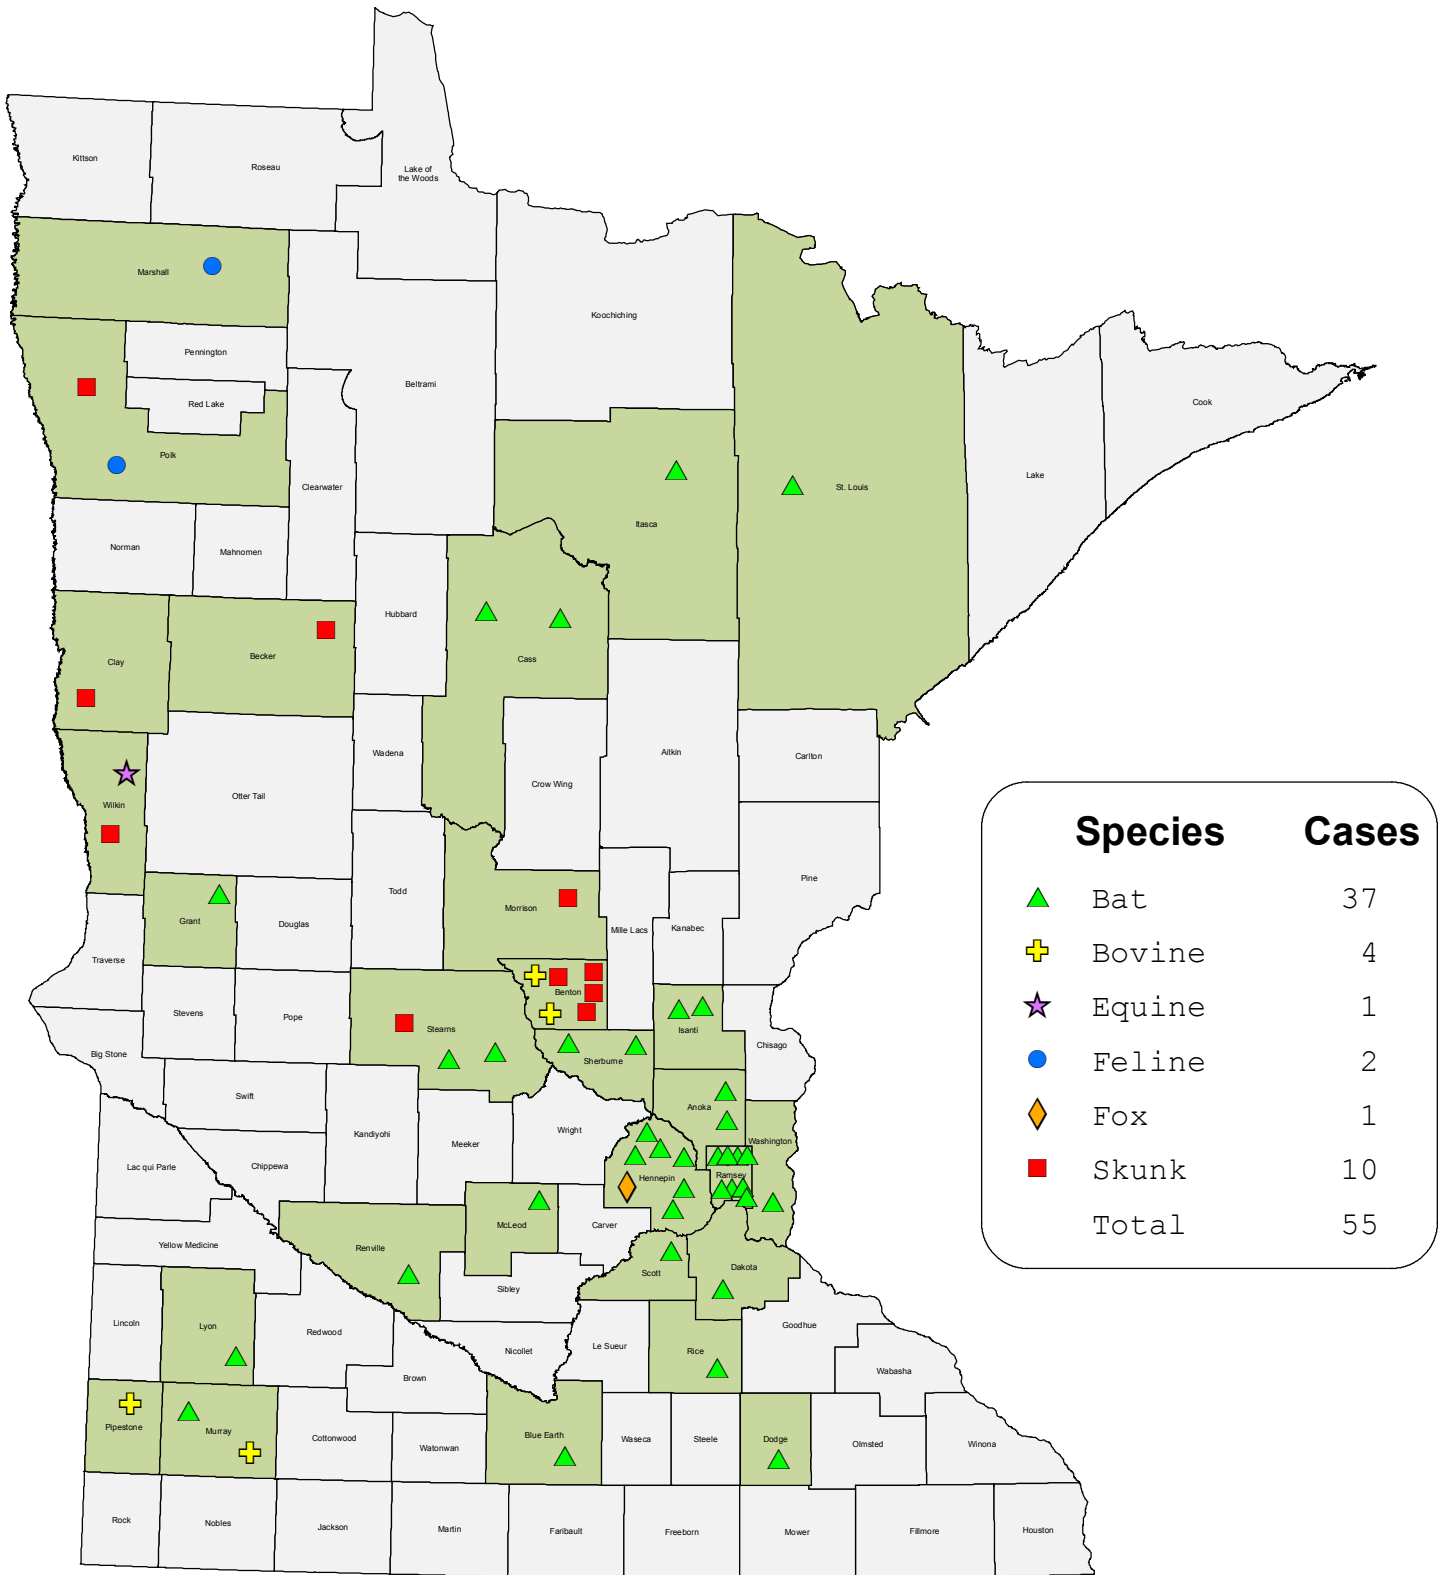 Kittson
Roseau
Lake of
the Woods
Marshall
Koochiching
Pennington
Beltrami
Red Lake
Cook
Polk
Clearwater
Lake
St. Louis
Itasca
Norman
Mahnomen
Hubbard
Becker
Clay
Cass
Wadena
Aitkin
Carlton
Crow Wing
Otter Tail
Wilkin
Species Cases
Bat 37
Bovine 4
Equine 1
Feline 2
Fox 1
Skunk 10
Total 55
Pine
Todd
Morrison
Grant
Douglas
Mille Lacs
Kanabec
Traverse
Benton
Stevens
Pope
Stearns
Isanti
Chisago
Big Stone
Sherburne
Swift
Anoka
Kandiyohi
Wright
Meeker
Washington
Lac qui Parle
Chippewa
Hennepin
Ramsey
McLeod
Carver
Yellow Medicine
Renville
Dakota
Scott
Sibley
Lincoln
Lyon
Redwood
Goodhue
Nicollet
Le Sueur
Rice
Wabasha
Brown
Pipestone
Murray
Cottonwood
Watonwan
Blue Earth
Waseca
Steele
Dodge
Olmsted
Winona
Rock
Nobles
Jackson
Martin
Faribault
Freeborn
Mower
Fillmore
Houston